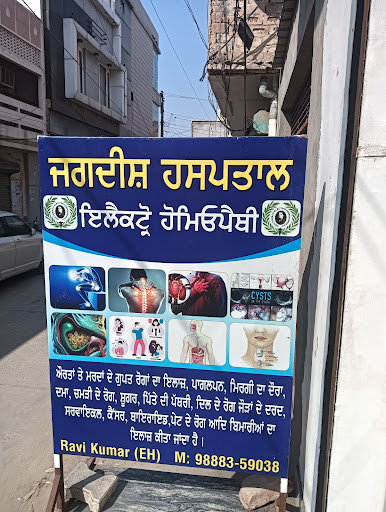 ਜਗਦੀਸ਼ ਹਸਪਤਾਲ
ਇਲੈਕਟ੍ਰੋ ਹੋਮਿਓਪੈਥੀ
CYSTS
ਔਰਤਾਂ ਤੇ ਮਰਦਾਂ ਦੇ ਗੁਪਤ ਰੋਗਾਂ ਦਾ ਇਲਾਜ, ਪਾਗਲਪਨ, ਮਿਰਗੀ ਦਾ ਦੌਰਾ,
ਦਮਾ, ਚਮੜੀ ਦੇ ਰੋਗ, ਸ਼ੂਗਰ, ਪਿੱਤੇ ਦੀ ਪੱਥਰੀ, ਦਿਲ ਦੇ ਰੋਗ ਜੋੜਾਂ ਦੇ ਦਰਦ,
ਸਰਵਾਇਕਲ, ਕੈਂਸਰ, ਥਾਇਰਾਇਡ,ਪੇਟ ਦੇ ਰੋਗ ਆਦਿ ਬਿਮਾਰੀਆਂ ਦਾ
ਇਲਾਜ ਕੀਤਾ ਜਾਂਦਾ ਹੈ।
Ravi Kumar (EH) M: 98883-59038